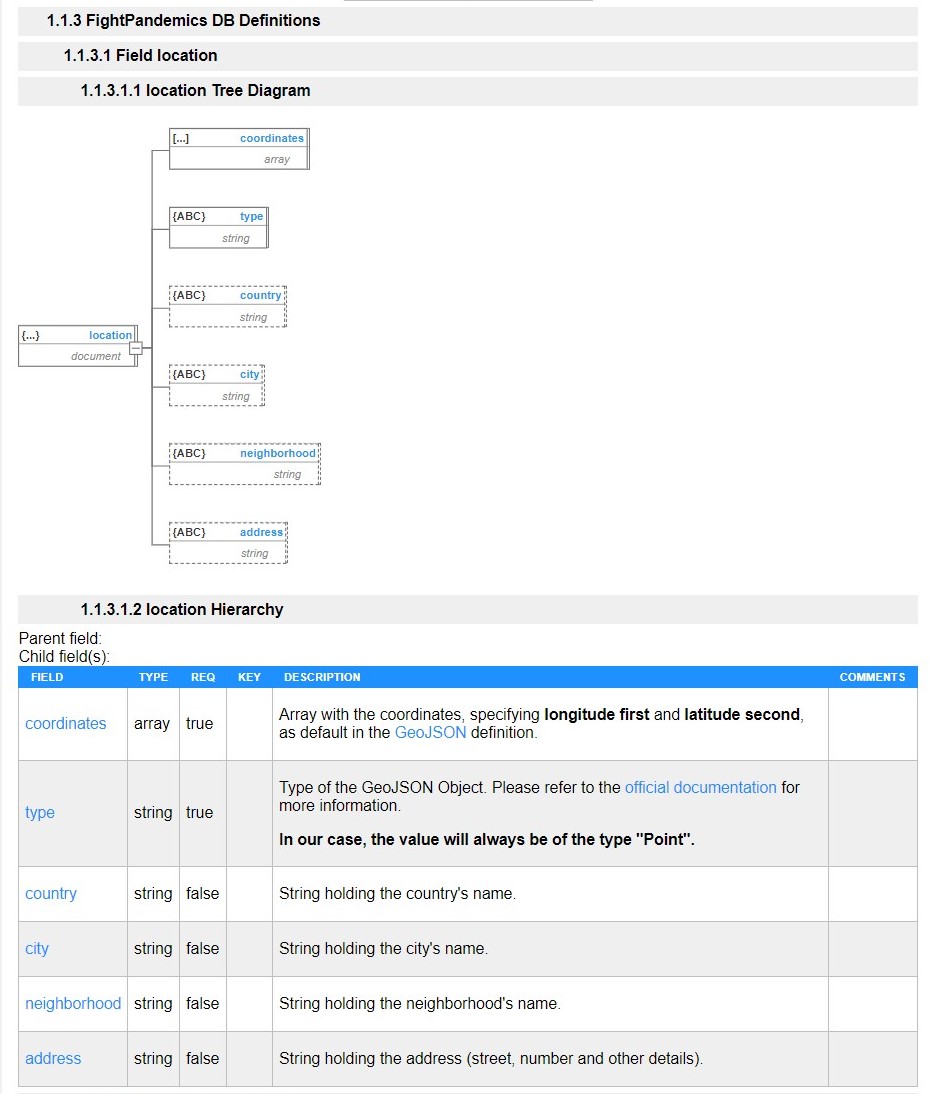 1.1.3 FightPandemics DB Definitions
1.1.3.1 Field location
1.1.3.1.1 location Tree Diagram
[...] coordinates
array
{ABC} type
string
{ABC} country
string
{...} location
document
{ABC} city
string
{ABC} neighborhood
string
{ABC} address
string
1.1.3.1.2 location Hierarchy
Parent field:
Child field(s):
FIELD TYPE REQ KEY DESCRIPTION COMMENTS
coordinates array true Array with the coordinates, specifying longitude first and latitude second,
as default in the GeoJSON definition.
type string true Type of the GeoJSON Object. Please refer to the official documentation for
more information.
In our case, the value will always be of the type "Point".
country string false String holding the country's name.
city string false String holding the city's name.
neighborhood string false String holding the neighborhood's name.
address string false String holding the address (street, number and other details).